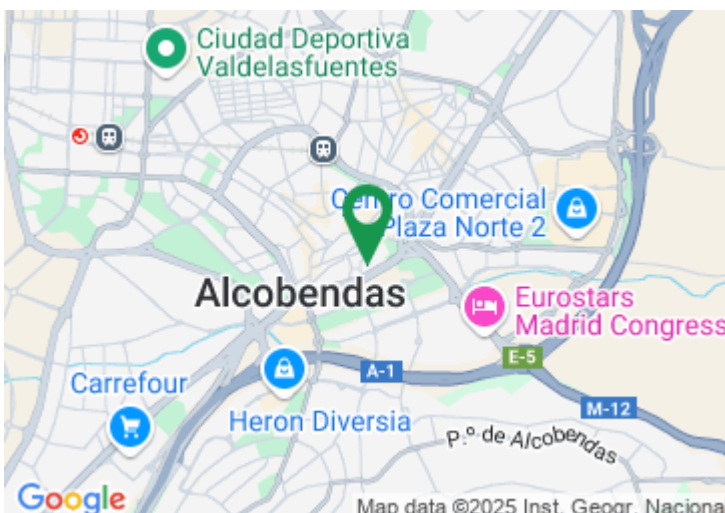 Ciudad Deportiva
Valdelasfuentes
Centro Comercial
Plaza Norte 2
Alcobendas
Eurostars
Madrid Congress
E-5
A-1
Carrefour
M-12
Heron Diversia
P.º de Alcobendas
Google
Map data ©2025 Inst. Geogr. Naciona